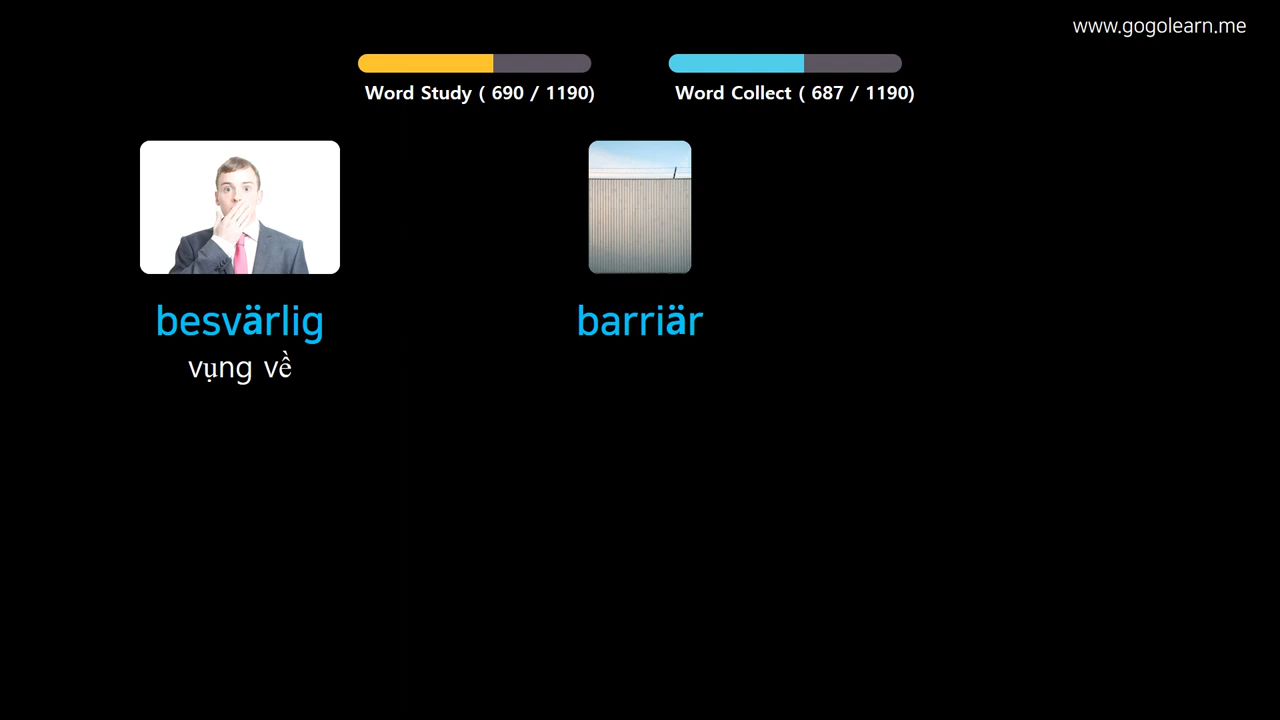 www.gogolearn.me
Word Study ( 690 / 1190)
Word Collect ( 687 / 1190)
besvärlig
barriär
vụng về